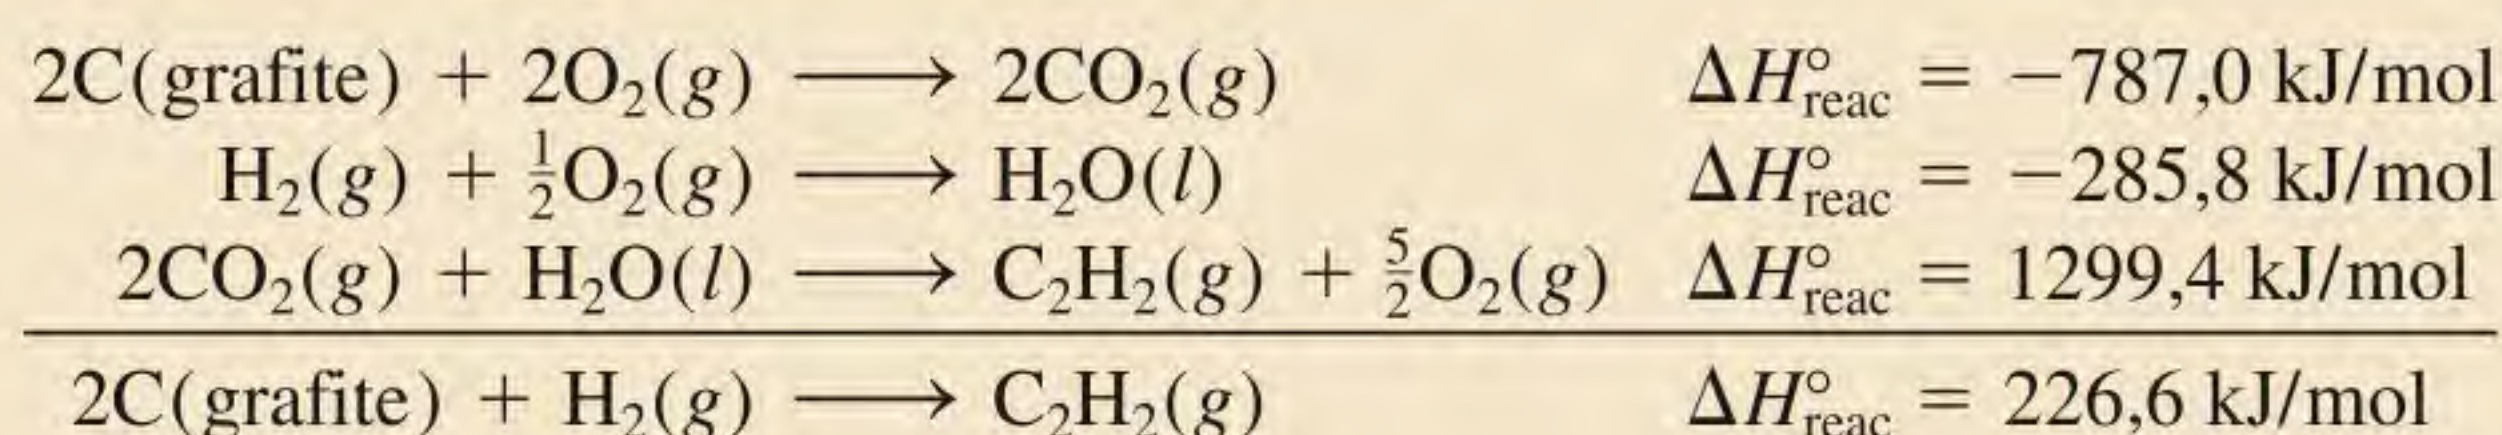 2C(grafite) + 2O₂(g) ⟶ 2CO₂(g) ΔH°reac = −787,0 kJ/mol
H₂(g) + ½O₂(g) ⟶ H₂O(l) ΔH°reac = −285,8 kJ/mol
2CO₂(g) + H₂O(l) ⟶ C₂H₂(g) + 5/2O₂(g) ΔH°reac = 1299,4 kJ/mol
2C(grafite) + H₂(g) ⟶ C₂H₂(g) ΔH°reac = 226,6 kJ/mol